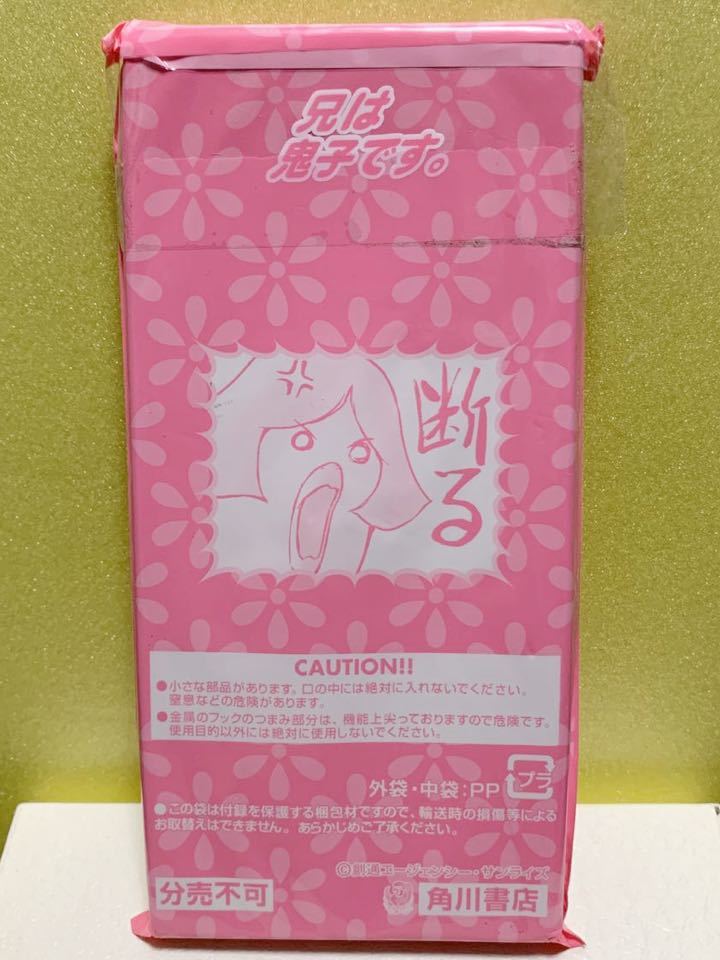 兄は
鬼子です。
断る
CAUTION!!
●小さな部品があります。口の中には絶対に入れないでください。
窒息などの危険があります。
●金属のフックのつまみ部分は、機能上尖っておりますので危険です。
使用目的以外には絶対に使用しないでください。
外袋・中袋:PP プラ
●この袋は付録を保護する梱包材ですので、輸送時の損傷等による
お取替えはできません。あらかじめご了承ください。
©創通エージェンシー・サンライズ
分売不可 角川書店